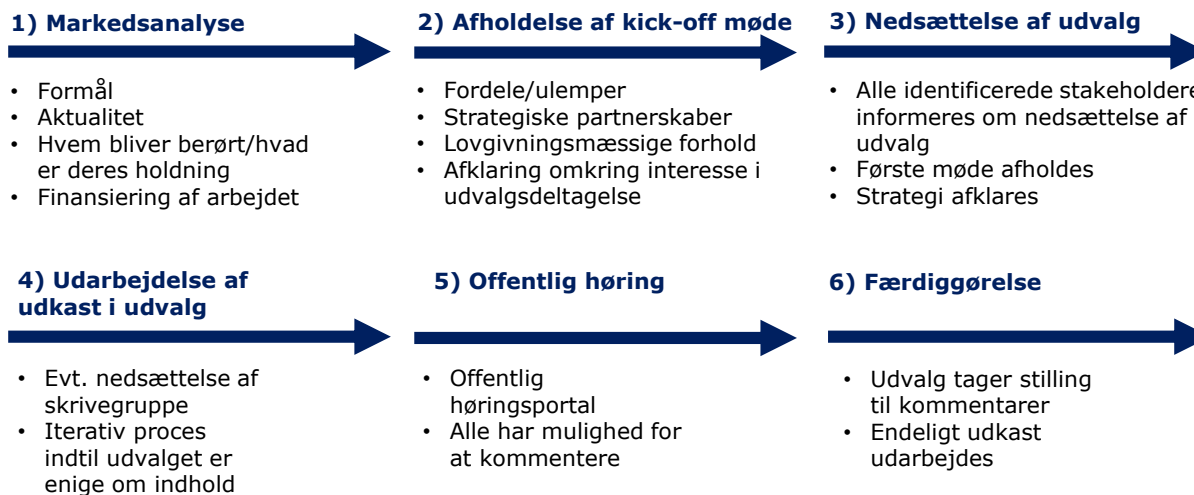 1) Markedsanalyse
• Formål
• Aktualitet
• Hvem bliver berørt/hvad
er deres holdning
• Finansiering af arbejdet
2) Afholdelse af kick-off møde
• Fordele/ulemper
• Strategiske partnerskaber
• Lovgivningsmæssige forhold
• Afklaring omkring interesse i
udvalgsdeltagelse
3) Nedsættelse af udvalg
• Alle identificerede stakeholdere
informeres om nedsættelse af
udvalg
• Første møde afholdes
• Strategi afklares
4) Udarbejdelse af
udkast i udvalg
• Evt. nedsættelse af
skrivegruppe
• Iterativ proces
indtil udvalget er
enige om indhold
5) Offentlig høring
• Offentlig
høringsportal
• Alle har mulighed for
at kommentere
6) Færdiggørelse
• Udvalg tager stilling
til kommentarer
• Endeligt udkast
udarbejdes